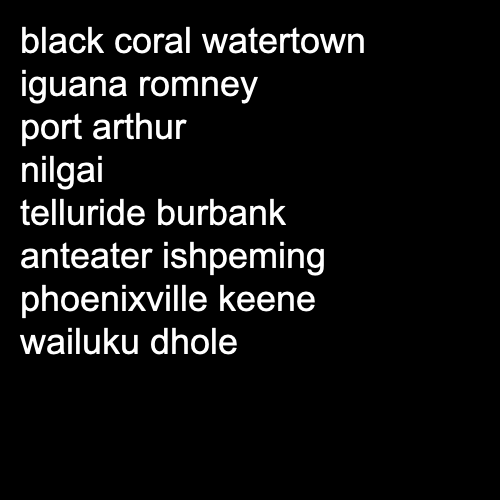 black coral watertown
iguana romney
port arthur
nilgai
telluride burbank
anteater ishpeming
phoenixville keene
wailuku dhole